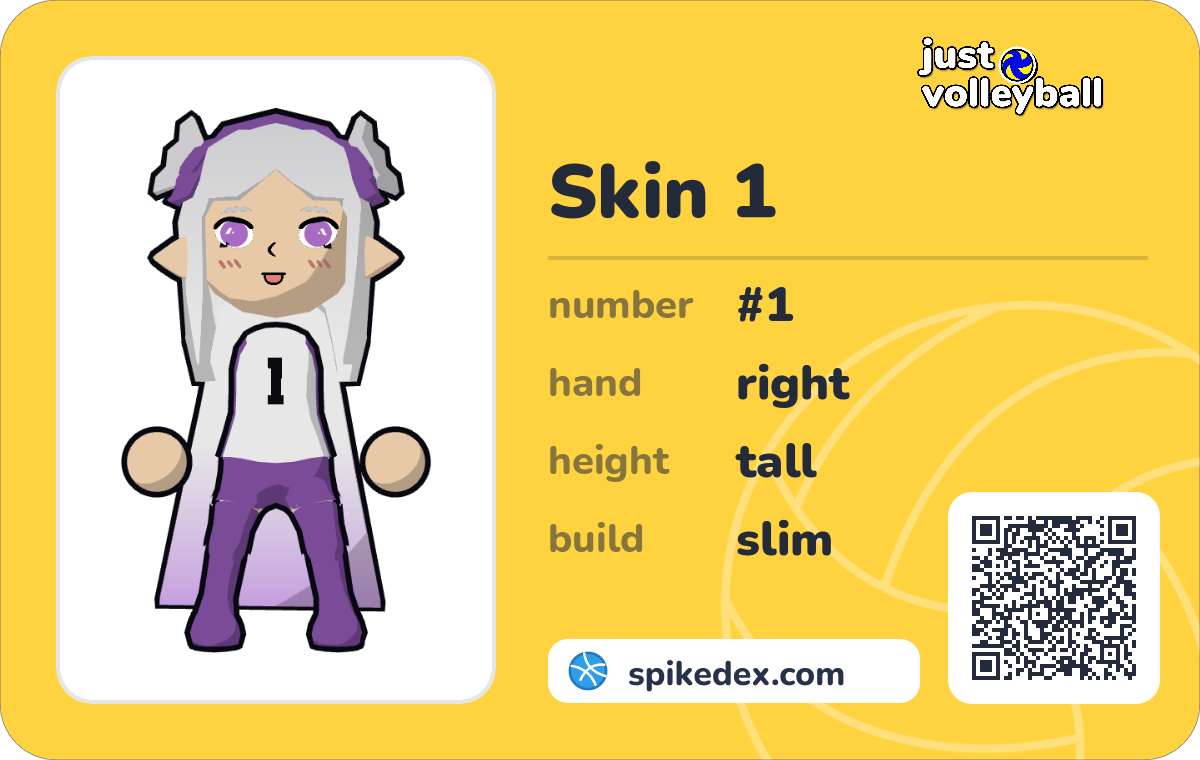 just
volleyball
Skin 1
number #1
hand right
height tall
build slim
1
spikedex.com